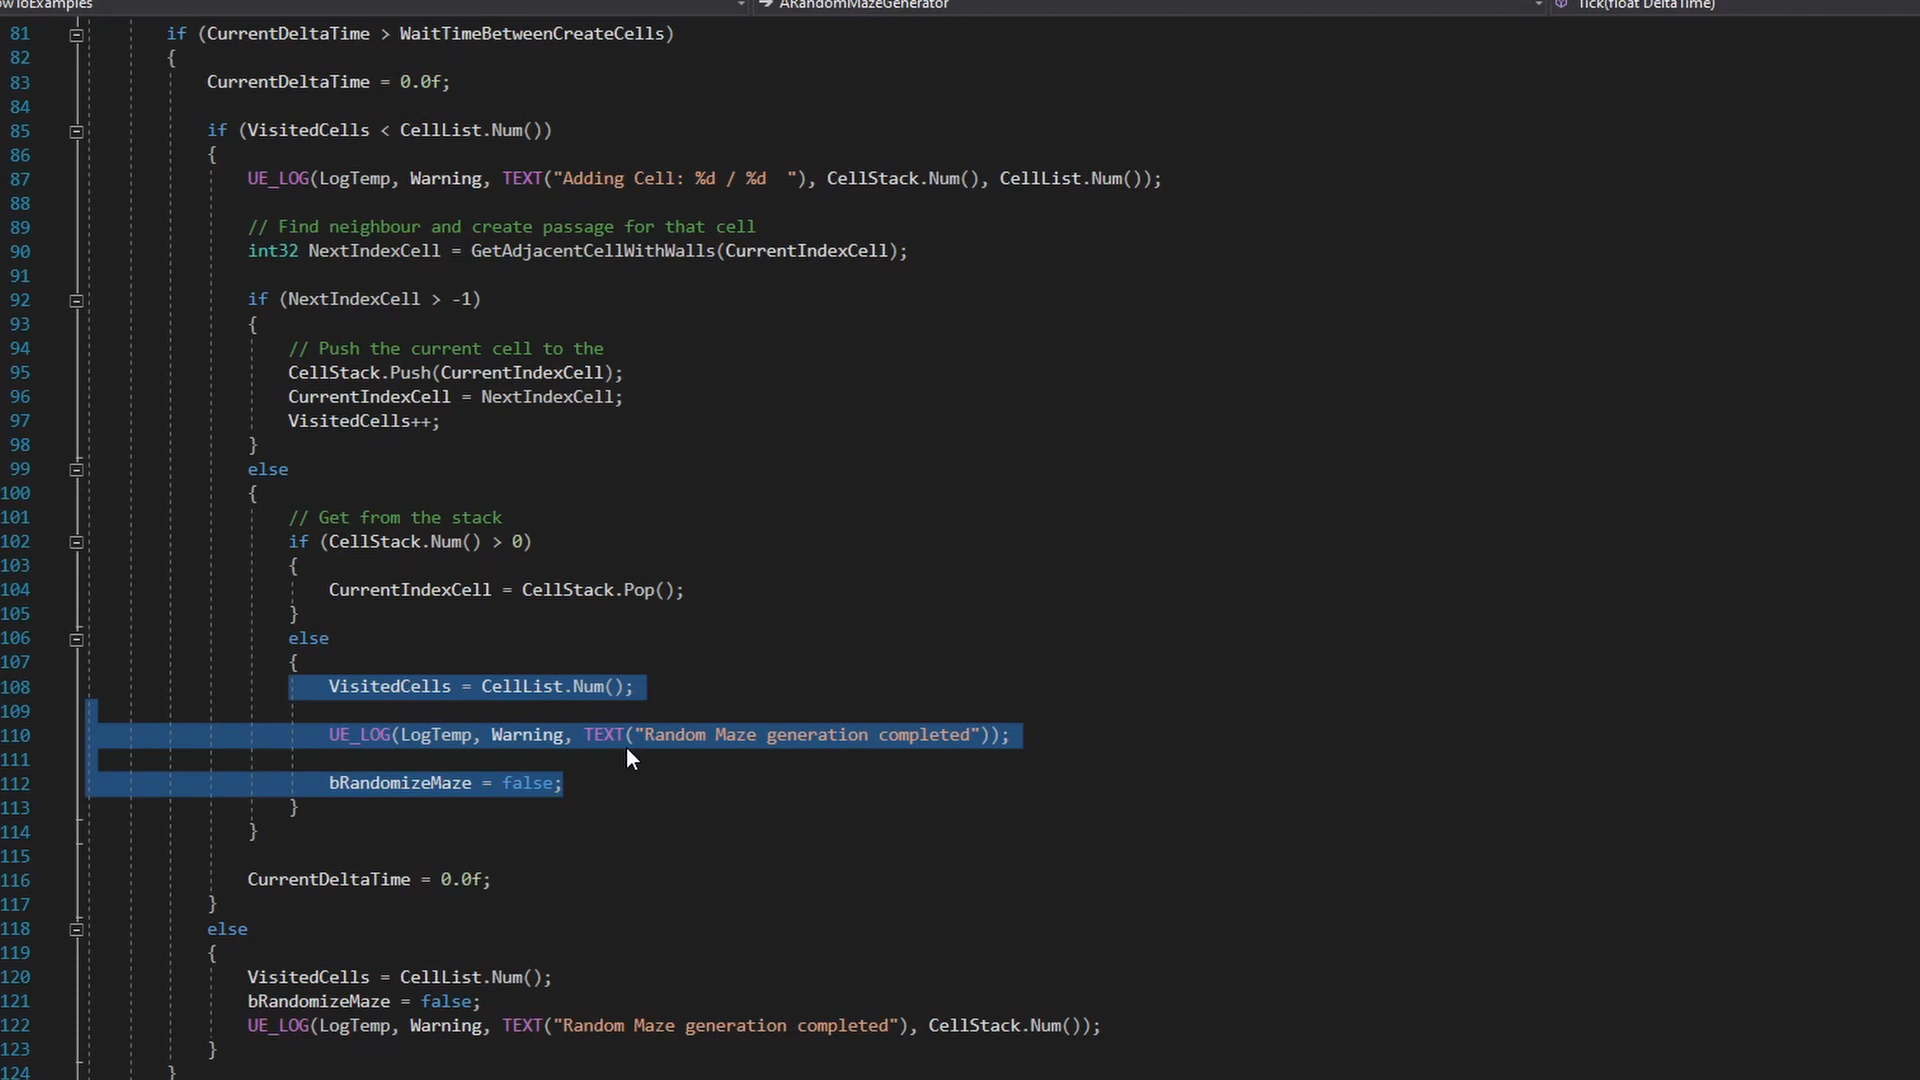 owToExamples
ARandomMazeGenerator
Tick(float DeltaTime)
81 if (CurrentDeltaTime > WaitTimeBetweenCreateCells)
82 {
83 CurrentDeltaTime = 0.0f;
84
85 if (VisitedCells < CellList.Num())
86 {
87 UE_LOG(LogTemp, Warning, TEXT("Adding Cell: %d / %d  "), CellStack.Num(), CellList.Num());
88
89 // Find neighbour and create passage for that cell
90 int32 NextIndexCell = GetAdjacentCellWithWalls(CurrentIndexCell);
91
92 if (NextIndexCell > -1)
93 {
94 // Push the current cell to the
95 CellStack.Push(CurrentIndexCell);
96 CurrentIndexCell = NextIndexCell;
97 VisitedCells++;
98 }
99 else
100 {
101 // Get from the stack
102 if (CellStack.Num() > 0)
103 {
104 CurrentIndexCell = CellStack.Pop();
105 }
106 else
107 {
108 VisitedCells = CellList.Num();
109
110 UE_LOG(LogTemp, Warning, TEXT("Random Maze generation completed"));
111
112 bRandomizeMaze = false;
113 }
114 }
115
116 CurrentDeltaTime = 0.0f;
117 }
118 else
119 {
120 VisitedCells = CellList.Num();
121 bRandomizeMaze = false;
122 UE_LOG(LogTemp, Warning, TEXT("Random Maze generation completed"), CellStack.Num());
123 }
124 }